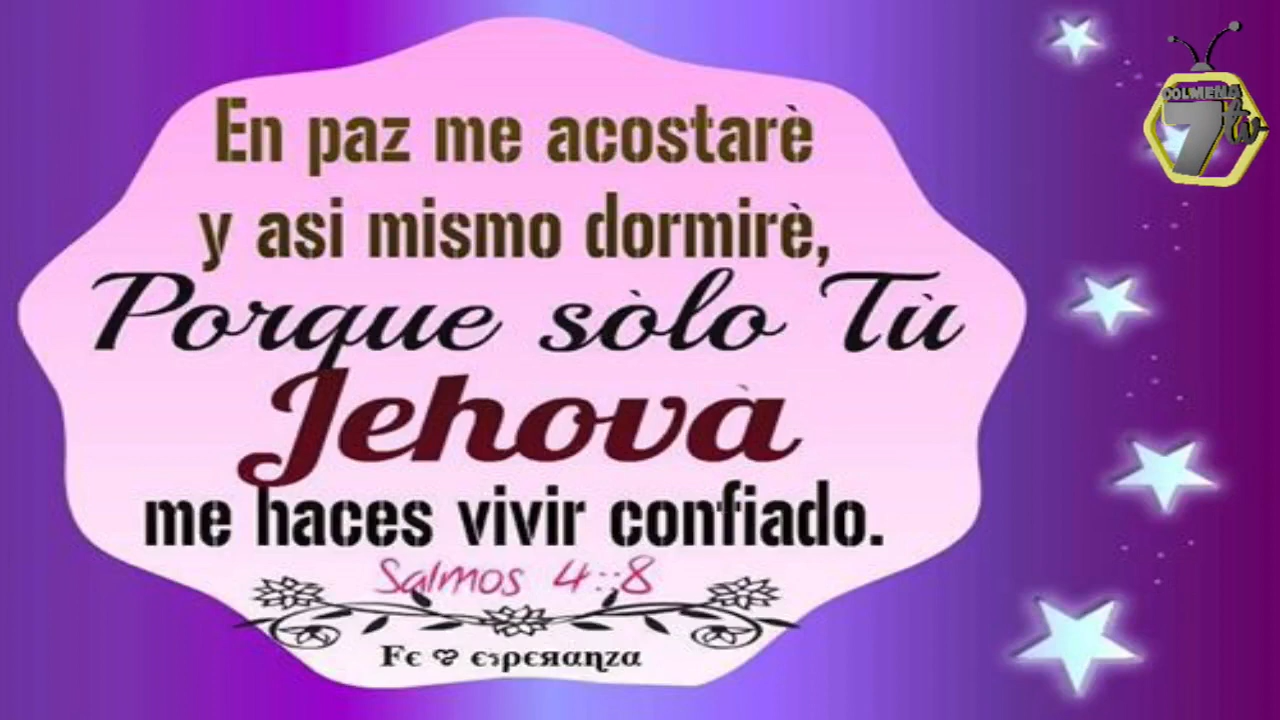 En paz me acostarè
y asi mismo dormirè,
Porque sòlo Tù
Jehovà
me haces vivir confiado.
Salmos 4::8
Fe esperanza
COLMENA
7tv